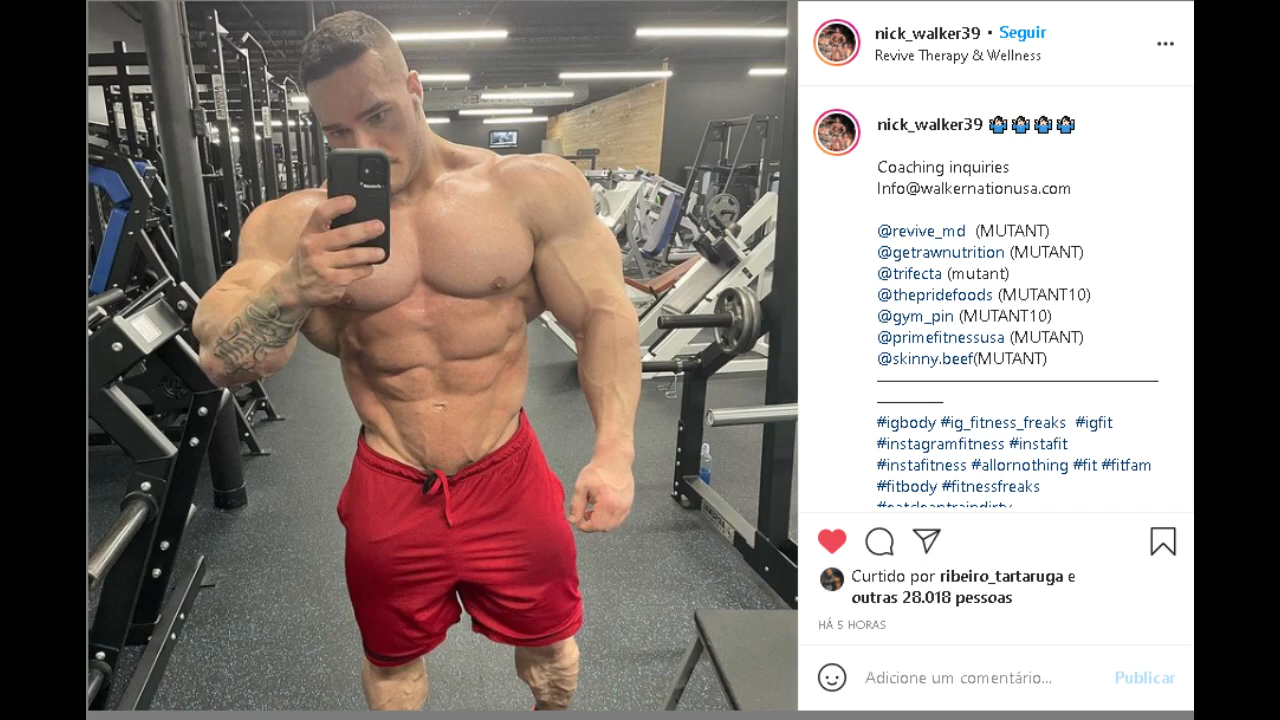 nick_walker39 • Seguir
Revive Therapy & Wellness
nick_walker39 🤷🏻‍♂️🤷🏻‍♂️🤷🏻‍♂️🤷🏻‍♂️
Coaching inquiries
Info@walkernationusa.com
@revive_md (MUTANT)
@getrawnutrition (MUTANT)
@trifecta (mutant)
@thepridefoods (MUTANT10)
@gym_pin (MUTANT10)
@primefitnessusa (MUTANT)
@skinny.beef(MUTANT)
#igbody #ig_fitness_freaks #igfit
#instagramfitness #instafit
#instafitness #allornothing #fit #fitfam
#fitbody #fitnessfreaks
#eatcleantraindirty
Curtido por ribeiro_tartaruga e
outras 28.018 pessoas
HÁ 5 HORAS
Adicione um comentário... Publicar